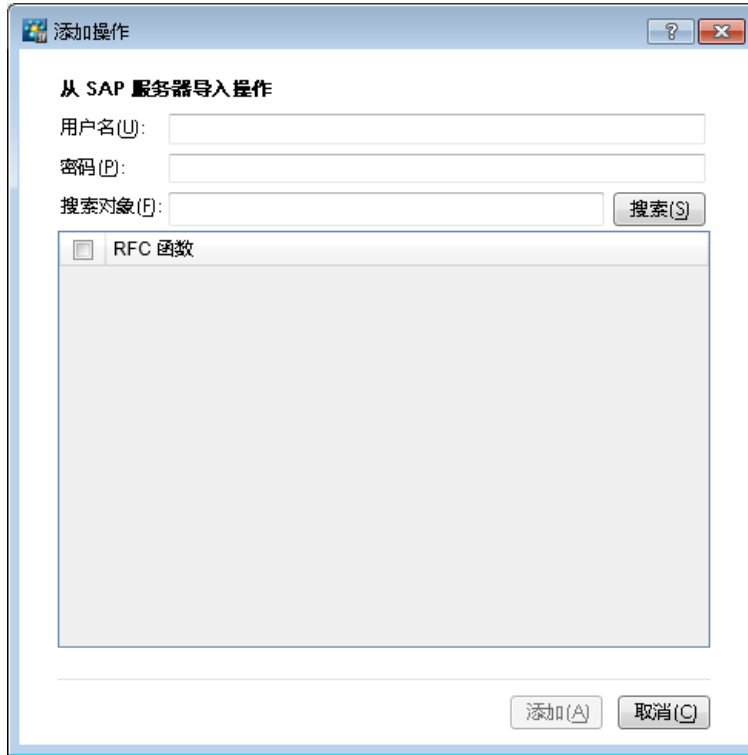 添加操作
从 SAP 服务器导入操作
用户名(U):
密码(P):
搜索对象(F): 搜索(S)
RFC 函数
添加(A) 取消(C)